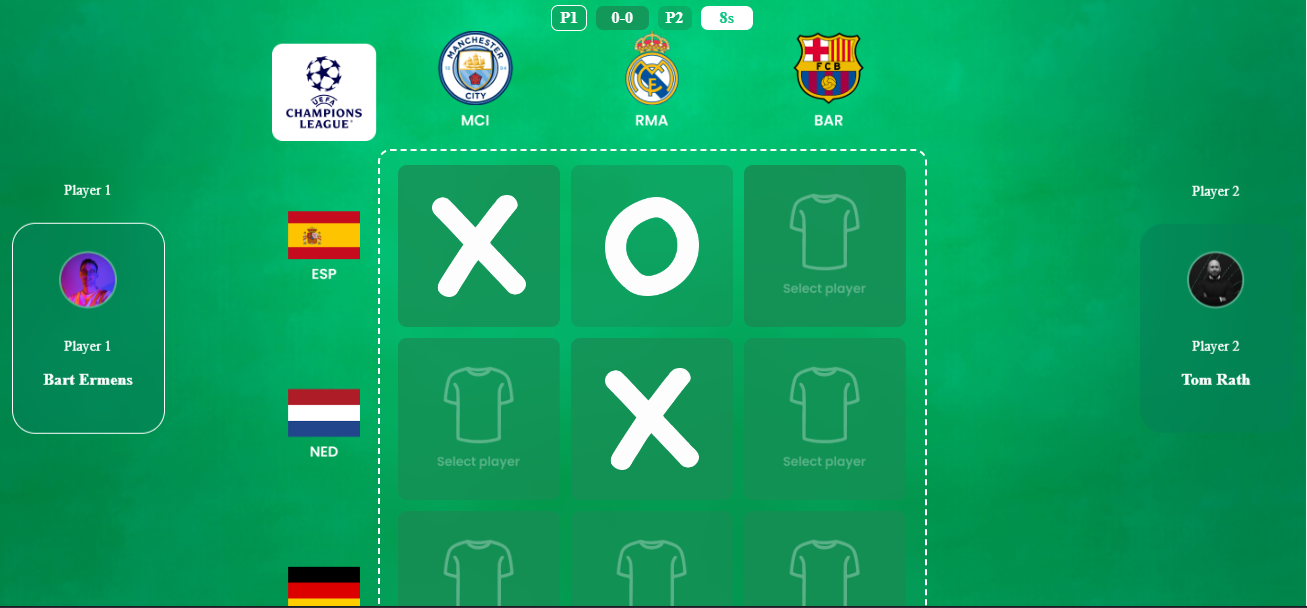 P1 0-0 P2 8s
UEFA
CHAMPIONS
LEAGUE
MANCHESTER
CITY
FCB
MCI RMA BAR
Player 1
Player 2
ESP
Select player
Player 1
Bart Ermens
Player 2
Tom Rath
NED
Select player
Select player